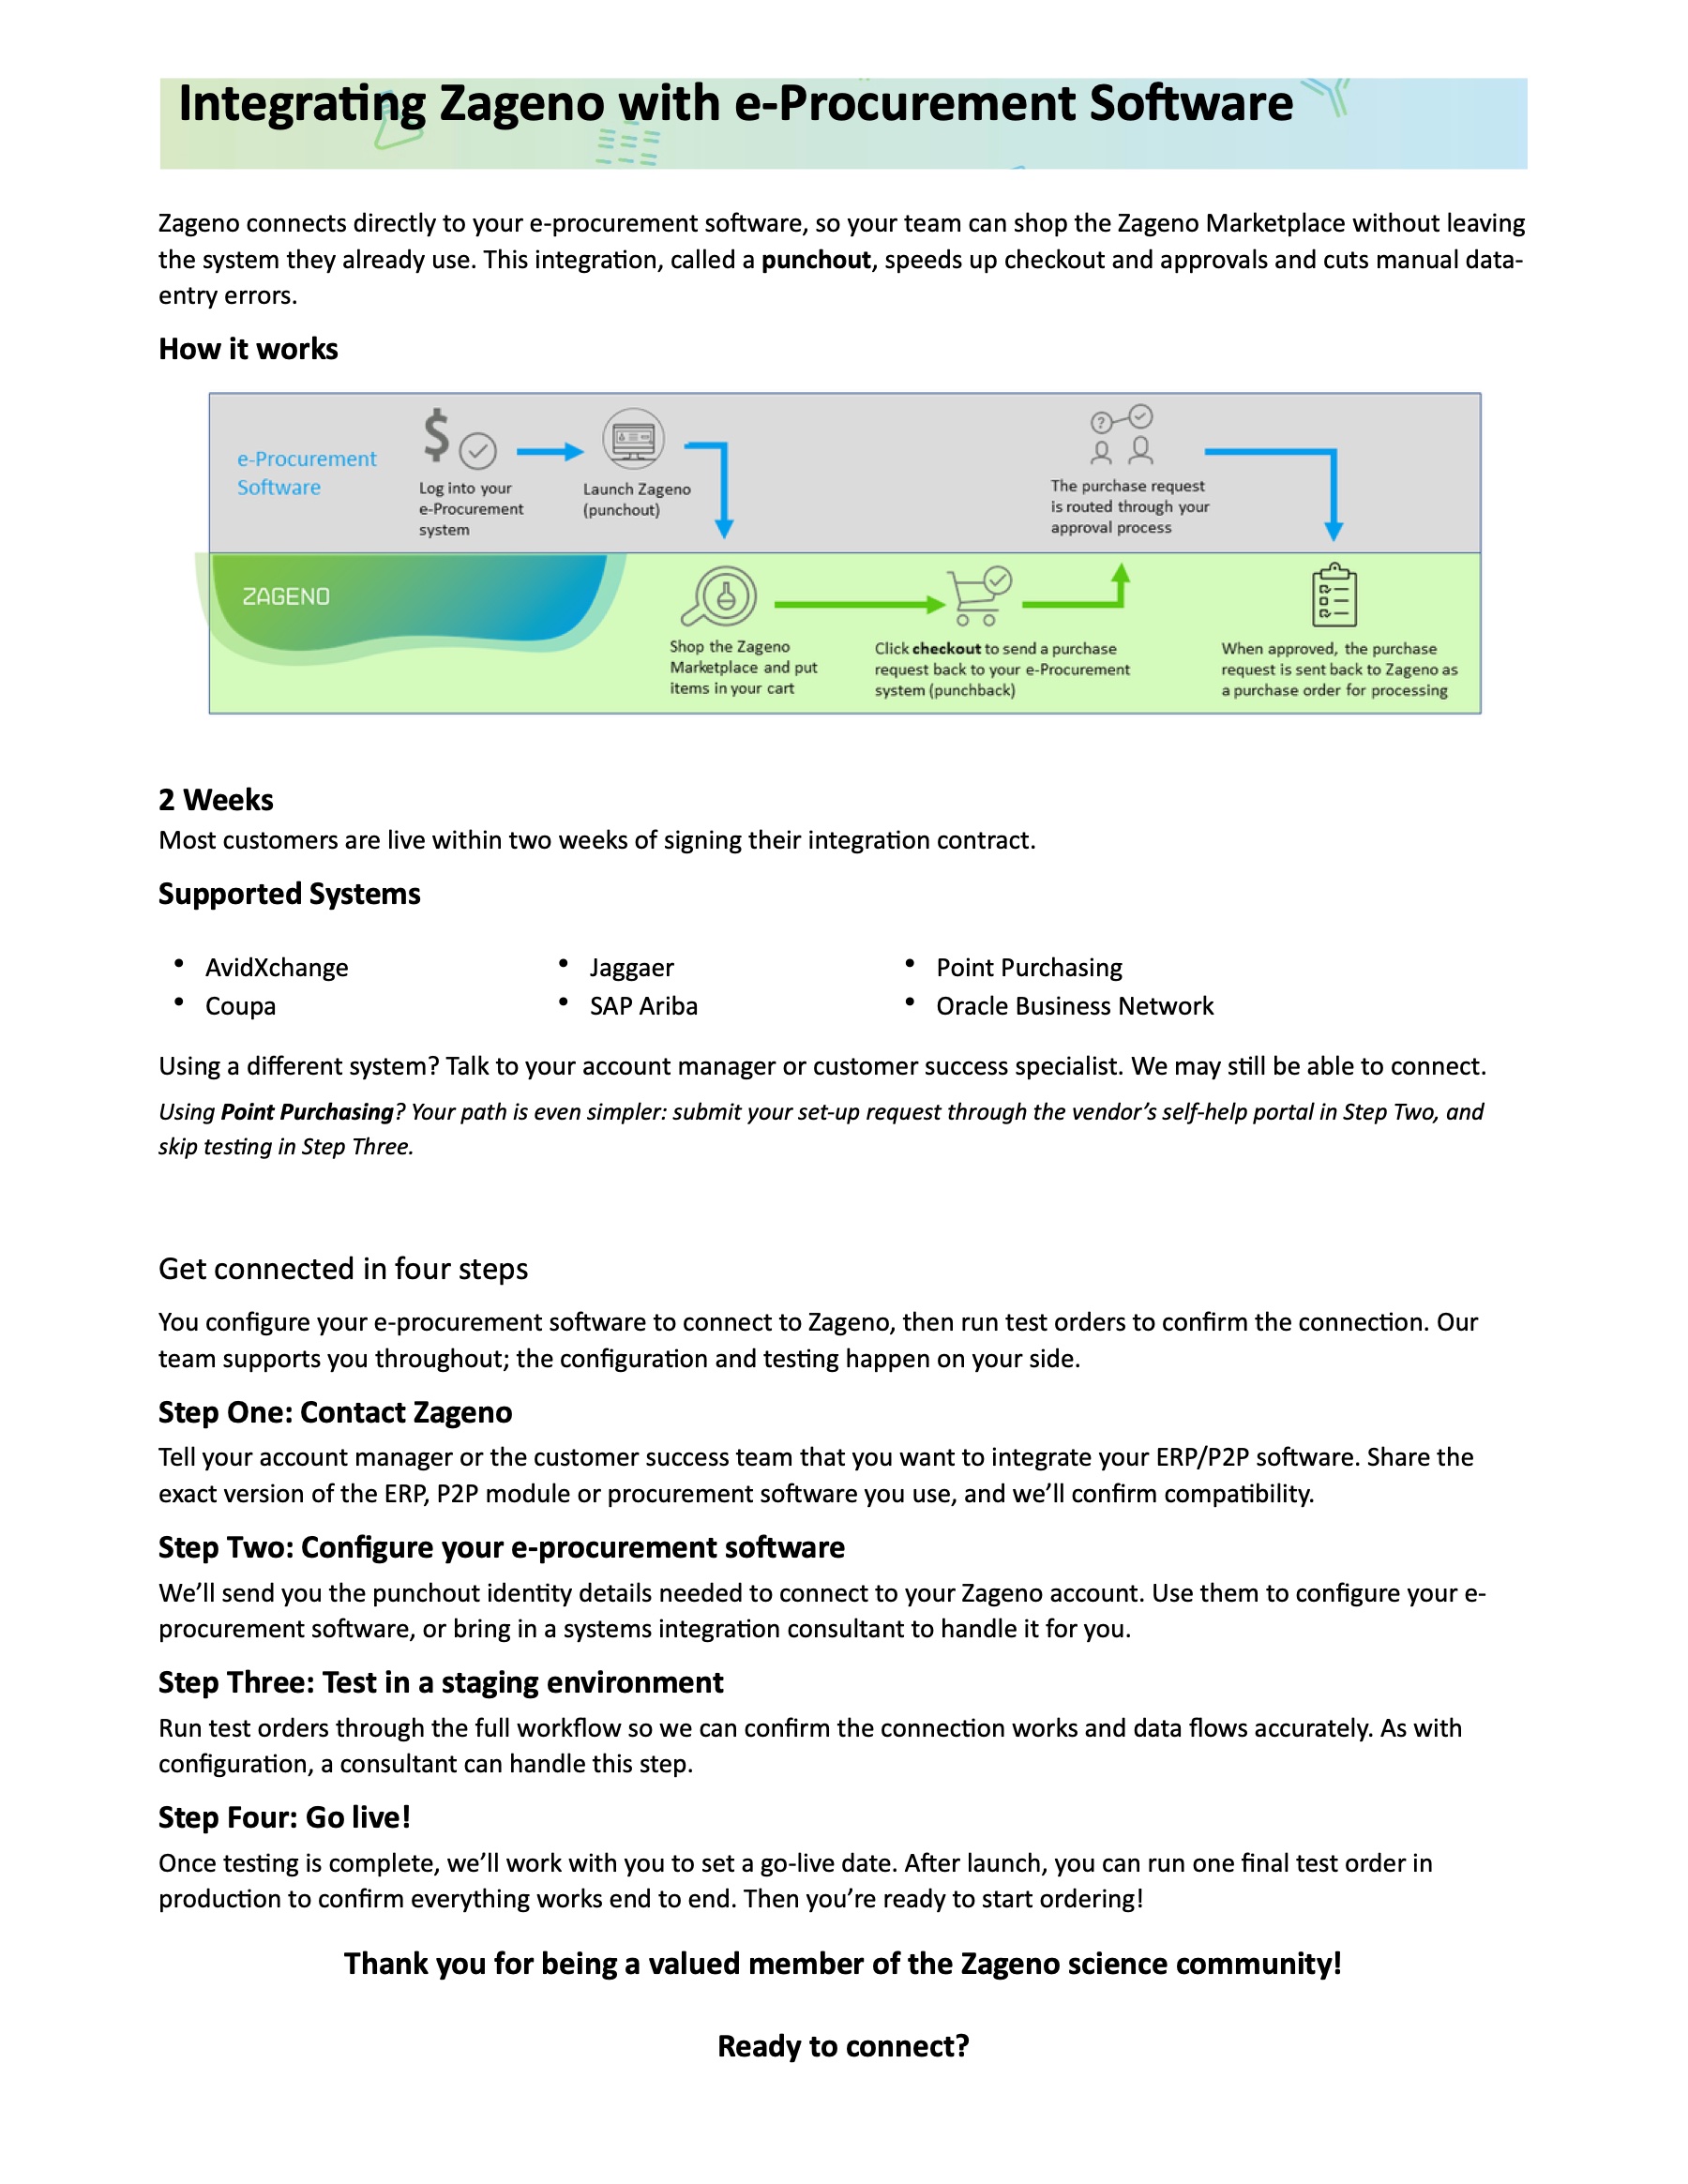 Integrating Zageno with e-Procurement Software
Zageno connects directly to your e-procurement software, so your team can shop the Zageno Marketplace without leaving
the system they already use. This integration, called a punchout, speeds up checkout and approvals and cuts manual data-
entry errors.
How it works
e-Procurement
Software
$
Log into your
e-Procurement
system
Launch Zageno
(punchout)
?
The purchase request
is routed through your
approval process
ZAGENO
Shop the Zageno
Marketplace and put
items in your cart
Click checkout to send a purchase
request back to your e-Procurement
system (punchback)
When approved, the purchase
request is sent back to Zageno as
a purchase order for processing
2 Weeks
Most customers are live within two weeks of signing their integration contract.
Supported Systems
• AvidXchange
• Coupa
• Jaggaer
• SAP Ariba
• Point Purchasing
• Oracle Business Network
Using a different system? Talk to your account manager or customer success specialist. We may still be able to connect.
Using Point Purchasing? Your path is even simpler: submit your set-up request through the vendor’s self-help portal in Step Two, and
skip testing in Step Three.
Get connected in four steps
You configure your e-procurement software to connect to Zageno, then run test orders to confirm the connection. Our
team supports you throughout; the configuration and testing happen on your side.
Step One: Contact Zageno
Tell your account manager or the customer success team that you want to integrate your ERP/P2P software. Share the
exact version of the ERP, P2P module or procurement software you use, and we’ll confirm compatibility.
Step Two: Configure your e-procurement software
We’ll send you the punchout identity details needed to connect to your Zageno account. Use them to configure your e-
procurement software, or bring in a systems integration consultant to handle it for you.
Step Three: Test in a staging environment
Run test orders through the full workflow so we can confirm the connection works and data flows accurately. As with
configuration, a consultant can handle this step.
Step Four: Go live!
Once testing is complete, we’ll work with you to set a go-live date. After launch, you can run one final test order in
production to confirm everything works end to end. Then you’re ready to start ordering!
Thank you for being a valued member of the Zageno science community!
Ready to connect?